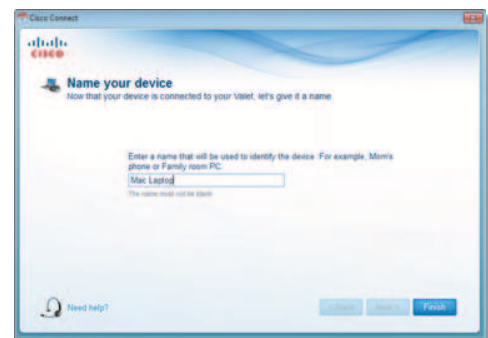 Cisco Connect
CISCO
Name your device
Now that your device is connected to your Valet, let's give it a name
Enter a name that will be used to identify the device. For example, Mom's
phone or Family room PC.
Mac Laptop
The name must not be blank
Need help?
< Back Next > Finish